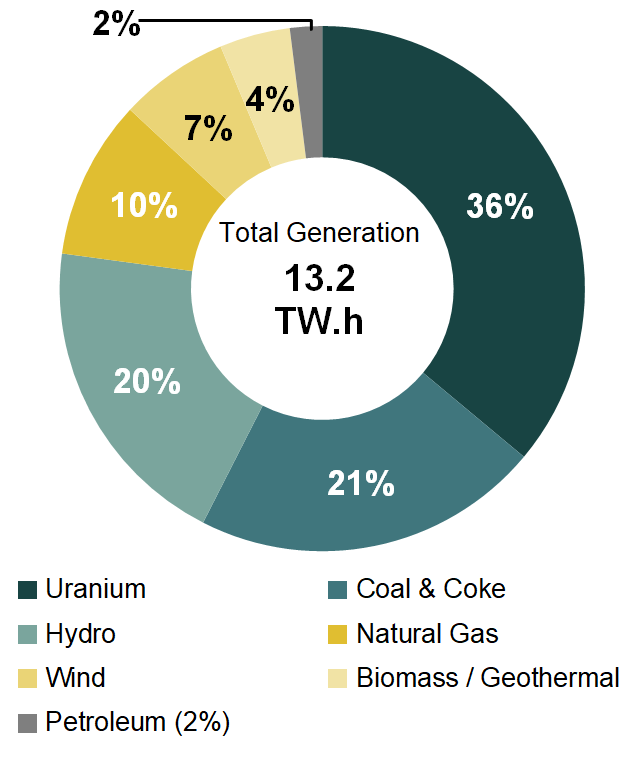 2%
4%
7%
10%
36%
Total Generation
13.2
TW.h
20%
21%
Uranium
Coal & Coke
Hydro
Natural Gas
Wind
Biomass / Geothermal
Petroleum (2%)